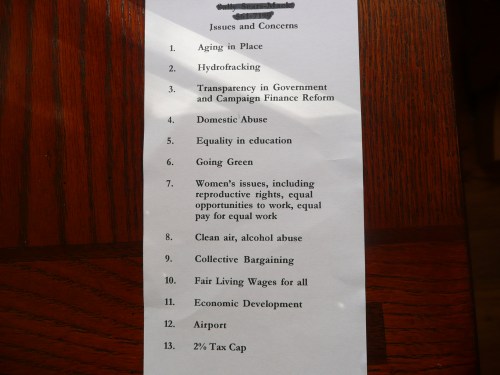 Issues and Concerns
1. Aging in Place
2. Hydrofracking
3. Transparency in Government
and Campaign Finance Reform
4. Domestic Abuse
5. Equality in education
6. Going Green
7. Women's issues, including
reproductive rights, equal
opportunities to work, equal
pay for equal work
8. Clean air, alcohol abuse
9. Collective Bargaining
10. Fair Living Wages for all
11. Economic Development
12. Airport
13. 2% Tax Cap